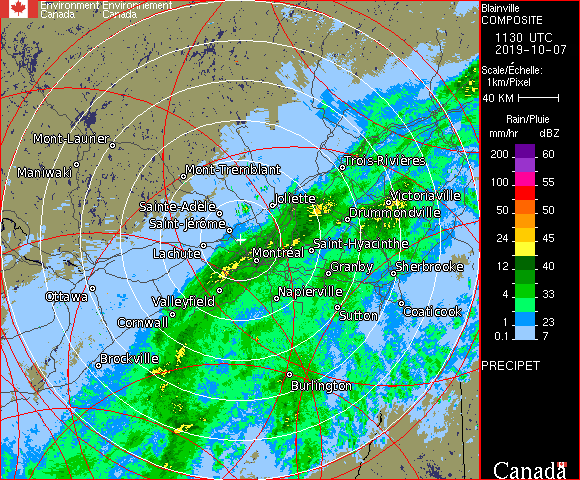 Environment Environnement
Canada Canada
Blainville
COMPOSITE
1130 UTC
2019-10-07
Scale/Échelle:
1km/Pixel
40 KM
Rain/Pluie
mm/hr dBZ
200 60
100 55
50 50
24 45
12 40
4 33
1 23
0.1 7
PRECIPET
Mont-Laurier
Maniwaki
Mont-Tremblant
Trois-Rivières
Sainte-Adèle
Joliette
Victoriaville
Drummondville
Saint-Jérôme
Lachute
Montréal
Saint-Hyacinthe
Granby
Sherbrooke
Ottawa
Valleyfield
Napierville
Cornwall
Sutton
Coaticook
Brockville
Burlington
Canada